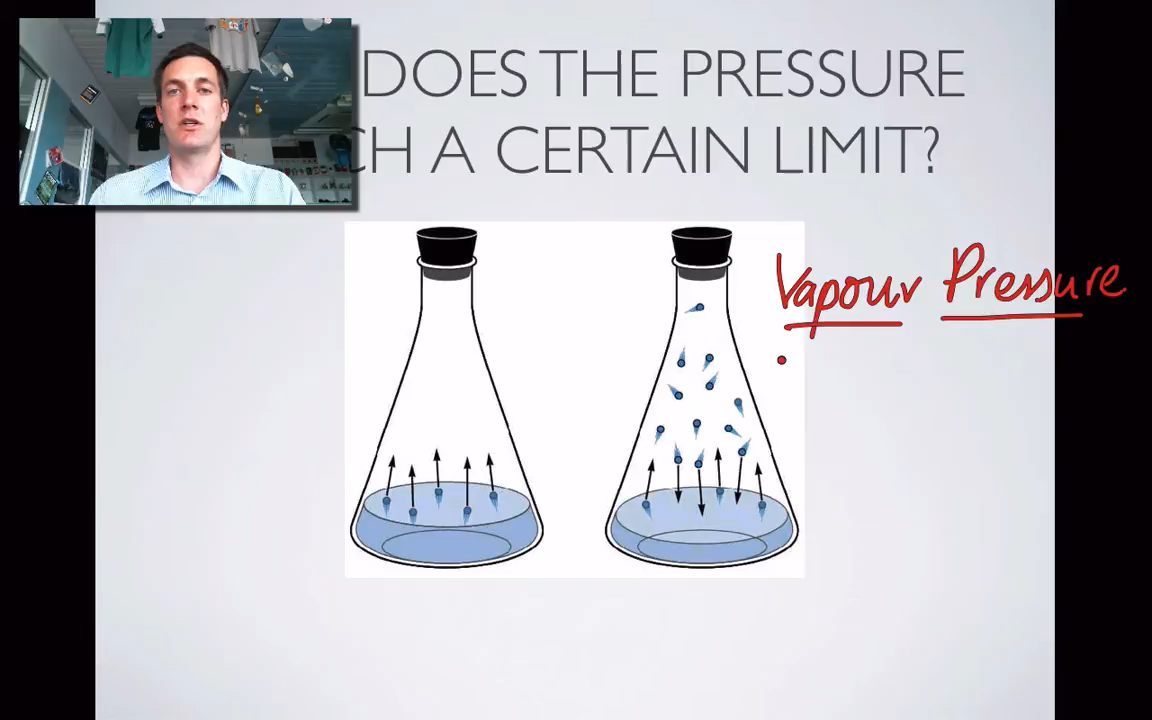 DOES THE PRESSURE
CH A CERTAIN LIMIT?
Vapour Pressure